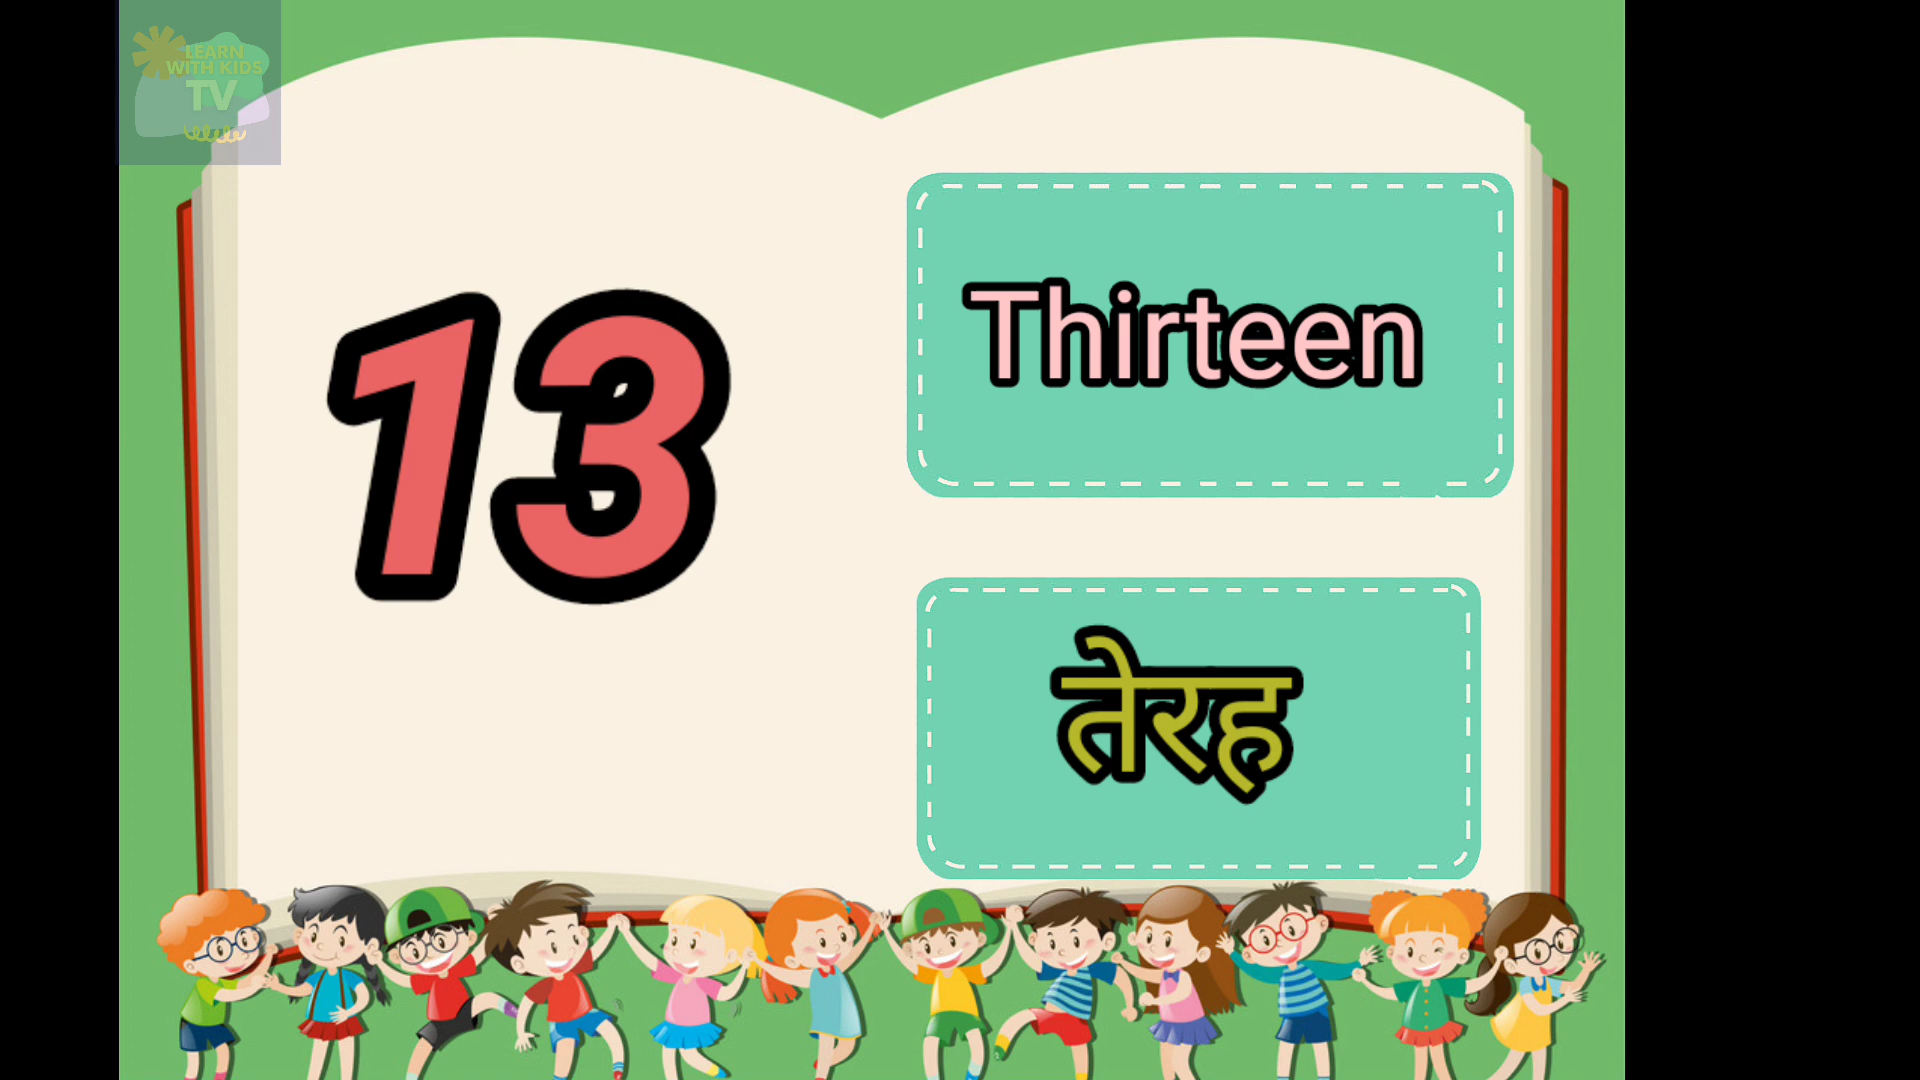 LEARN
WITH KIDS
TV
13
Thirteen
तेरह